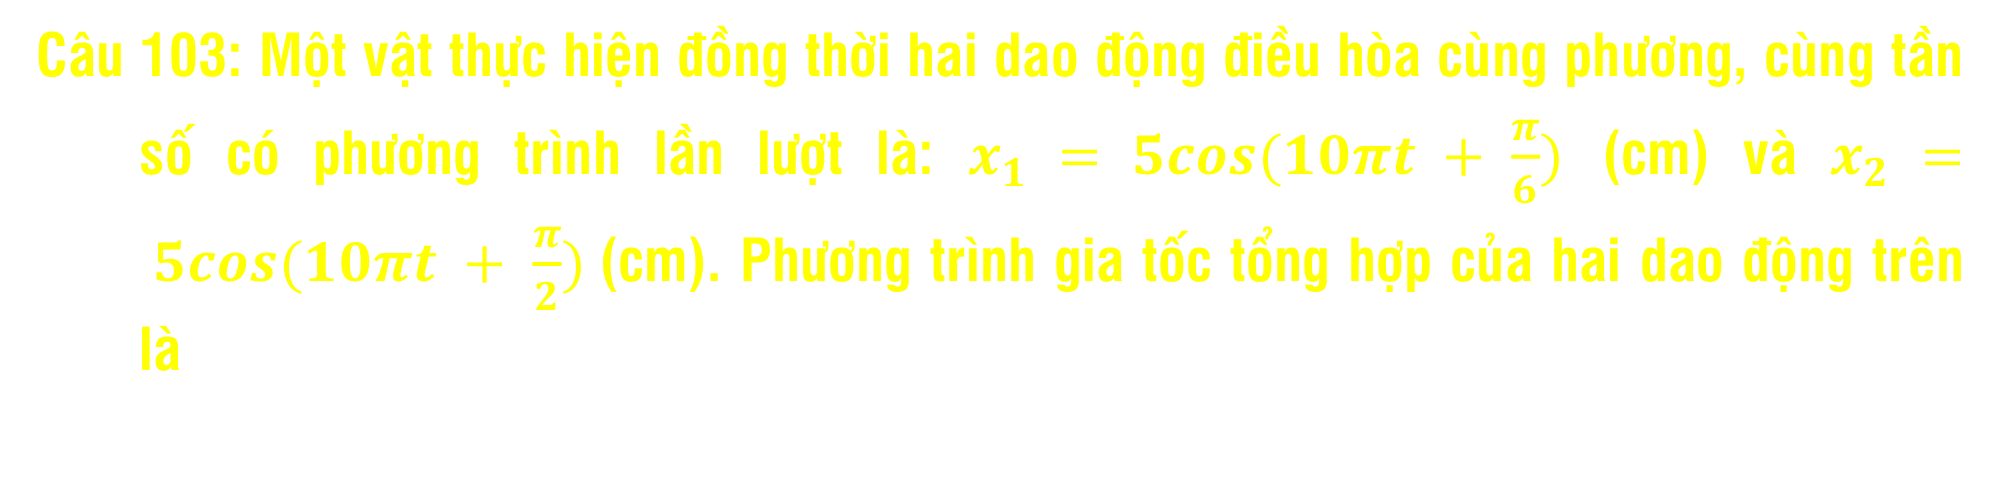 Câu 103: Một vật thực hiện đồng thời hai dao động điều hòa cùng phương, cùng tần
số có phương trình lần lượt là: x₁ = 5cos(10πt + π/6) (cm) và x₂ =
5cos(10πt + π/2) (cm). Phương trình gia tốc tổng hợp của hai dao động trên
là